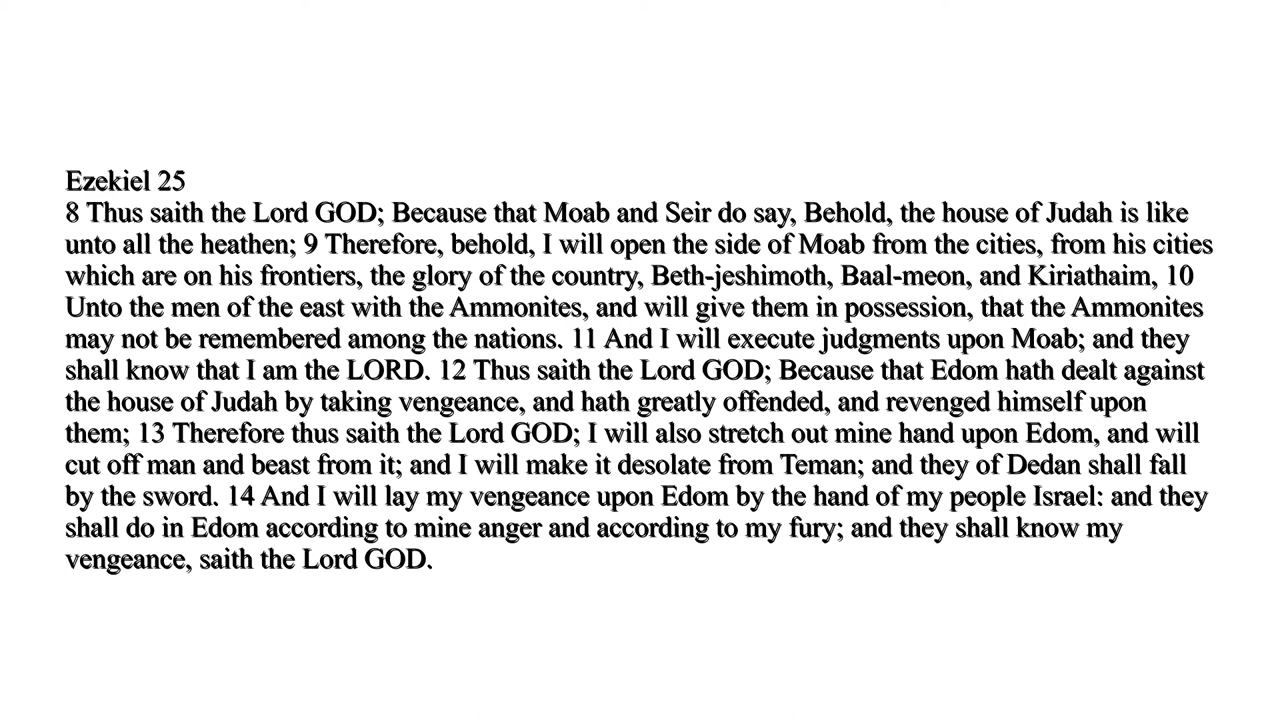 Ezekiel 25
8 Thus saith the Lord GOD; Because that Moab and Seir do say, Behold, the house of Judah is like
unto all the heathen; 9 Therefore, behold, I will open the side of Moab from the cities, from his cities
which are on his frontiers, the glory of the country, Beth-jeshimoth, Baal-meon, and Kiriathaim, 10
Unto the men of the east with the Ammonites, and will give them in possession, that the Ammonites
may not be remembered among the nations. 11 And I will execute judgments upon Moab; and they
shall know that I am the LORD. 12 Thus saith the Lord GOD; Because that Edom hath dealt against
the house of Judah by taking vengeance, and hath greatly offended, and revenged himself upon
them; 13 Therefore thus saith the Lord GOD; I will also stretch out mine hand upon Edom, and will
cut off man and beast from it; and I will make it desolate from Teman; and they of Dedan shall fall
by the sword. 14 And I will lay my vengeance upon Edom by the hand of my people Israel: and they
shall do in Edom according to mine anger and according to my fury; and they shall know my
vengeance, saith the Lord GOD.